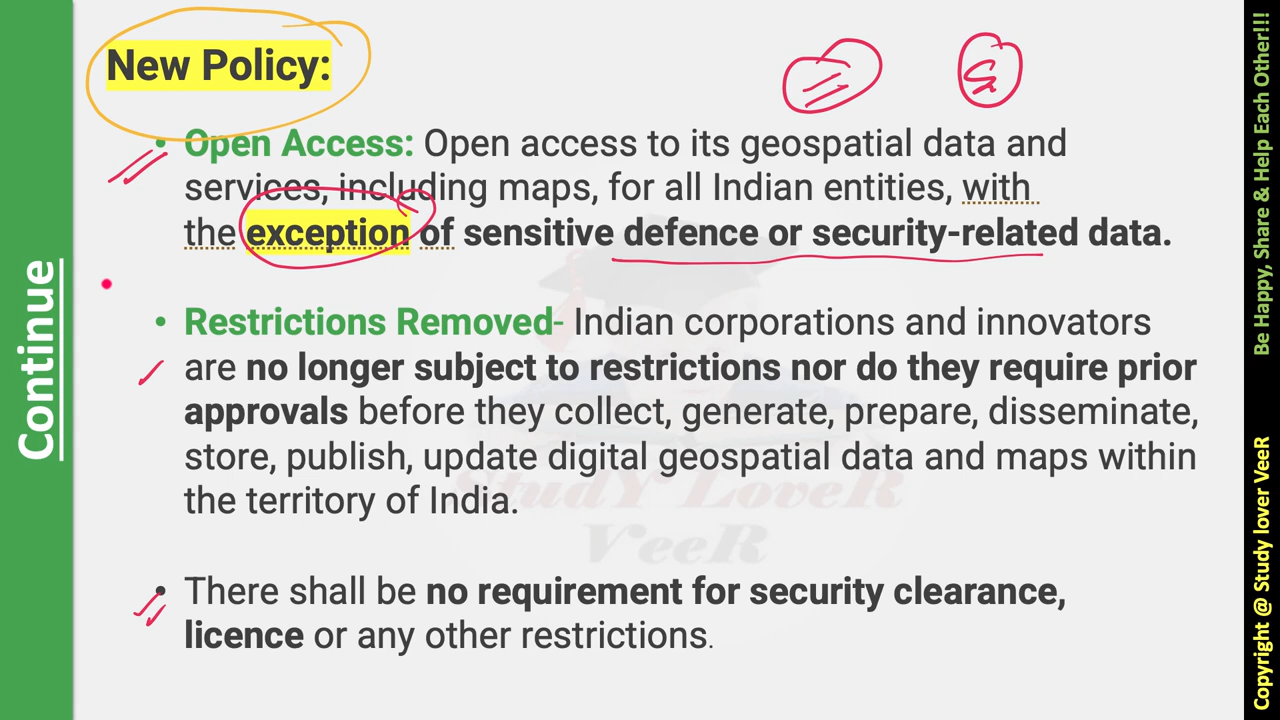 New Policy:
• Open Access: Open access to its geospatial data and
services, including maps, for all Indian entities, with
the exception of sensitive defence or security-related data.
• Restrictions Removed- Indian corporations and innovators
are no longer subject to restrictions nor do they require prior
approvals before they collect, generate, prepare, disseminate,
store, publish, update digital geospatial data and maps within
the territory of India.
• There shall be no requirement for security clearance,
licence or any other restrictions.
Continue
StudY LoveR
VeeR
Be Happy, Share & Help Each Other!!!
Copyright @ Study lover VeeR